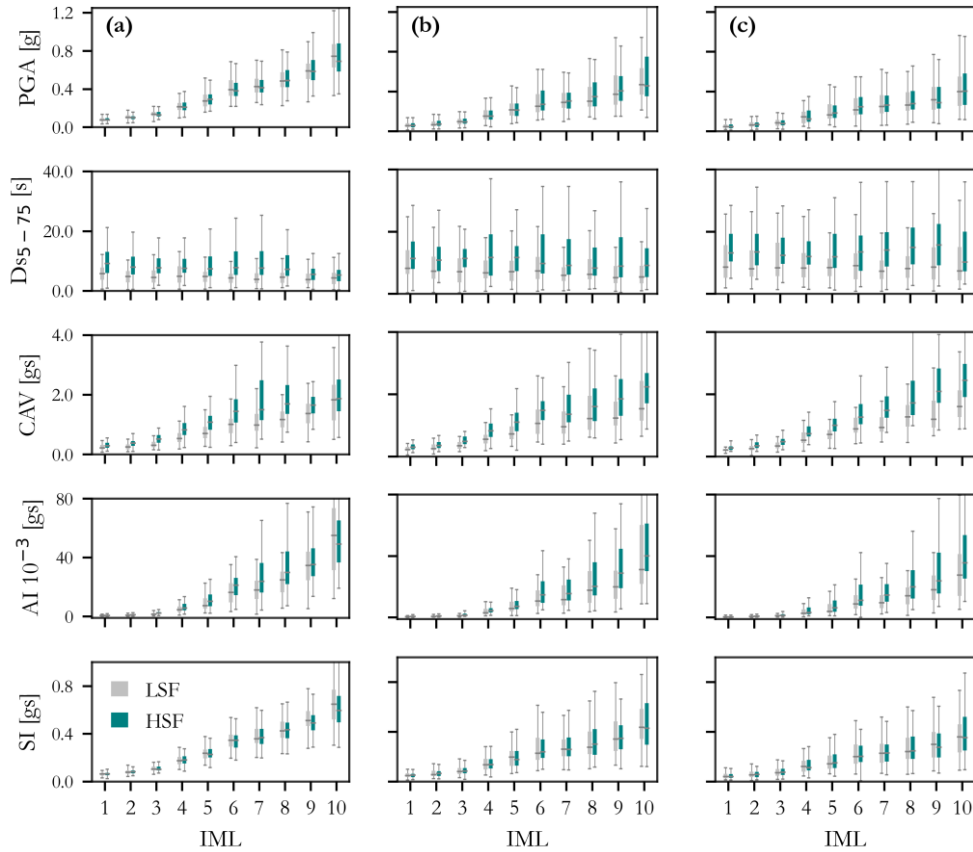 (a) (b) (c)
PGA [g]
1.2
0.8
0.4
0.0
Ds5−75 [s]
40.0
20.0
0.0
CAV [gs]
4.0
2.0
0.0
AI 10−3 [gs]
80
40
0
SI [gs]
0.8
0.4
0.0
LSF
HSF
1 2 3 4 5 6 7 8 9 10
1 2 3 4 5 6 7 8 9 10
1 2 3 4 5 6 7 8 9 10
IML
IML
IML